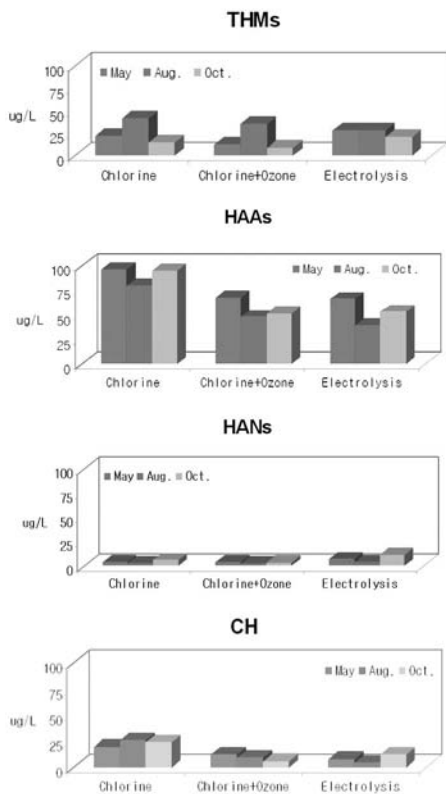 THMs
100
75
50
25
0
ug/L
May Aug. Oct.
Chlorine Chlorine+Ozone Electrolysis
HAAs
100
75
50
25
0
ug/L
May Aug. Oct.
Chlorine Chlorine+Ozone Electrolysis
HANs
100
75
50
25
0
ug/L
May Aug. Oct.
Chlorine Chlorine+Ozone Electrolysis
CH
100
75
50
25
0
ug/L
May Aug. Oct.
Chlorine Chlorine+Ozone Electrolysis